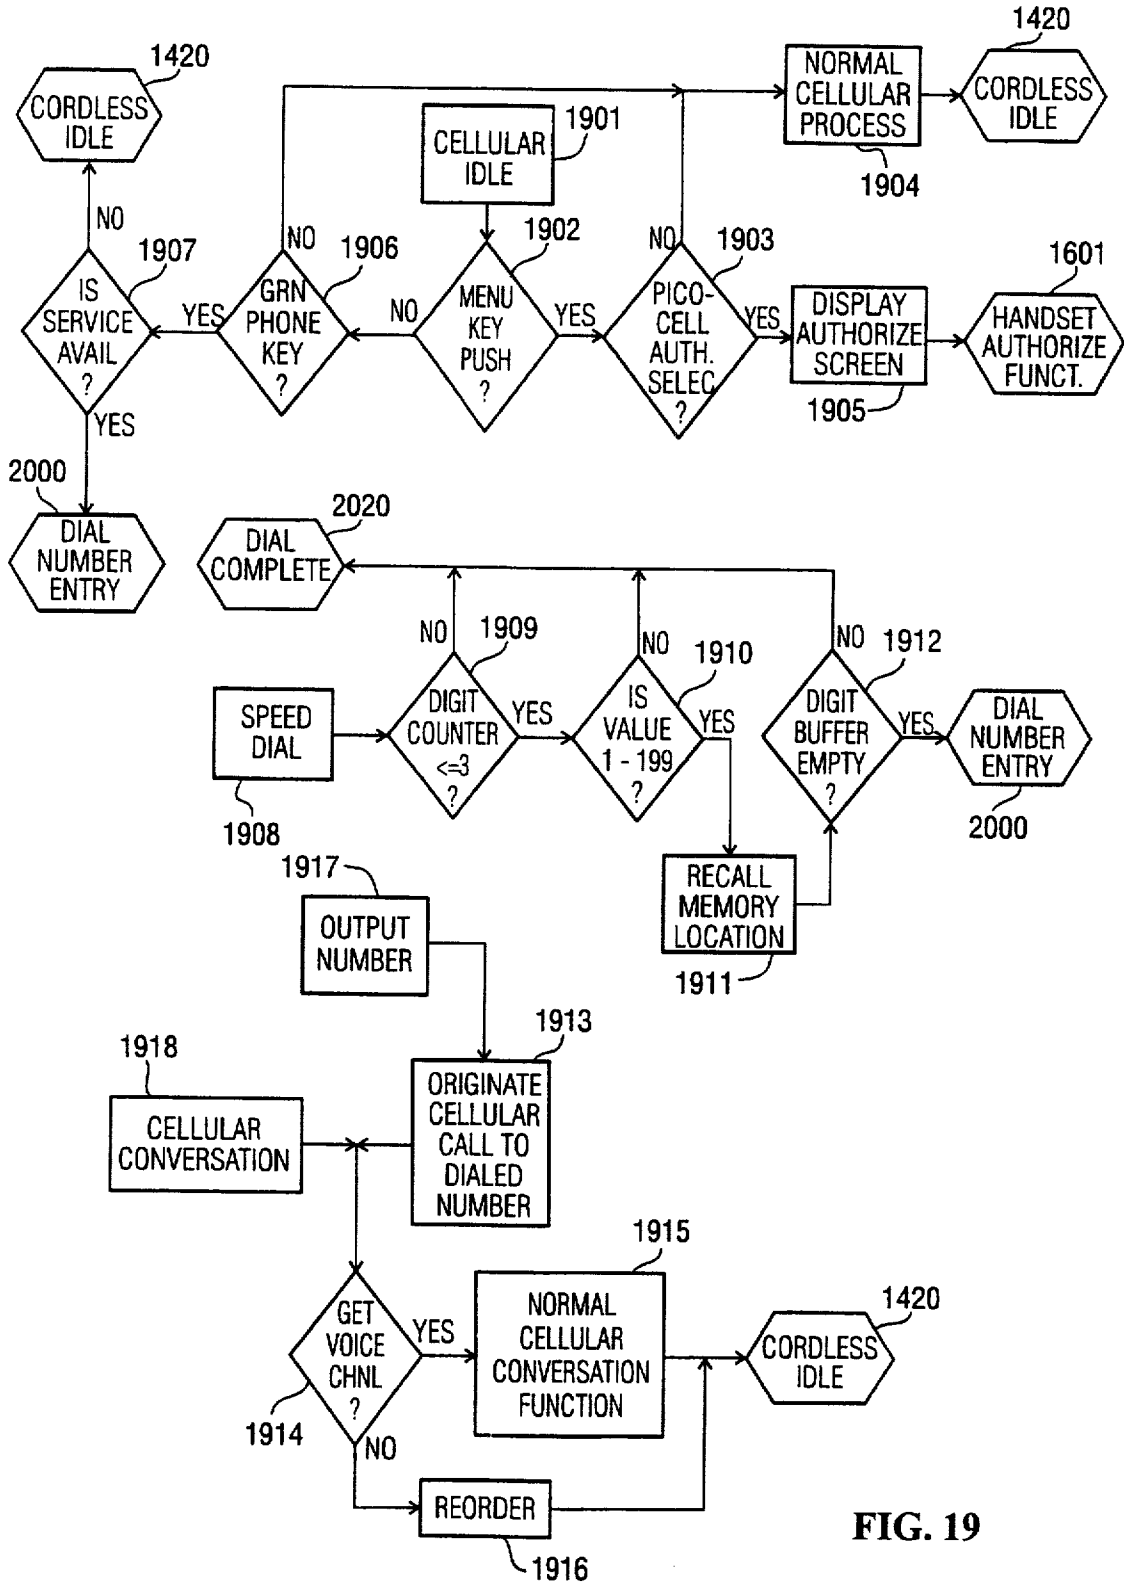 1420
CORDLESS
IDLE
NO
1907
IS
SERVICE
AVAIL
?
YES
YES
2000
DIAL
NUMBER
ENTRY
NO
1906
GRN
PHONE
KEY
?
NO
CELLULAR
IDLE
1901
1902
MENU
KEY
PUSH
?
YES
NO
1903
PICO-
CELL
AUTH.
SELEC
?
YES
NORMAL
CELLULAR
PROCESS
1904
1420
CORDLESS
IDLE
DISPLAY
AUTHORIZE
SCREEN
1905
1601
HANDSET
AUTHORIZE
FUNCT.
2020
DIAL
COMPLETE
SPEED
DIAL
1908
NO
1909
DIGIT
COUNTER
<=3
?
YES
NO
1910
IS
VALUE
1 - 199
?
YES
RECALL
MEMORY
LOCATION
1911
NO
1912
DIGIT
BUFFER
EMPTY
?
YES
DIAL
NUMBER
ENTRY
2000
1917
OUTPUT
NUMBER
1913
ORIGINATE
CELLULAR
CALL TO
DIALED
NUMBER
1918
CELLULAR
CONVERSATION
GET
VOICE
CHNL
?
1914
YES
NO
1915
NORMAL
CELLULAR
CONVERSATION
FUNCTION
1420
CORDLESS
IDLE
REORDER
1916
FIG. 19